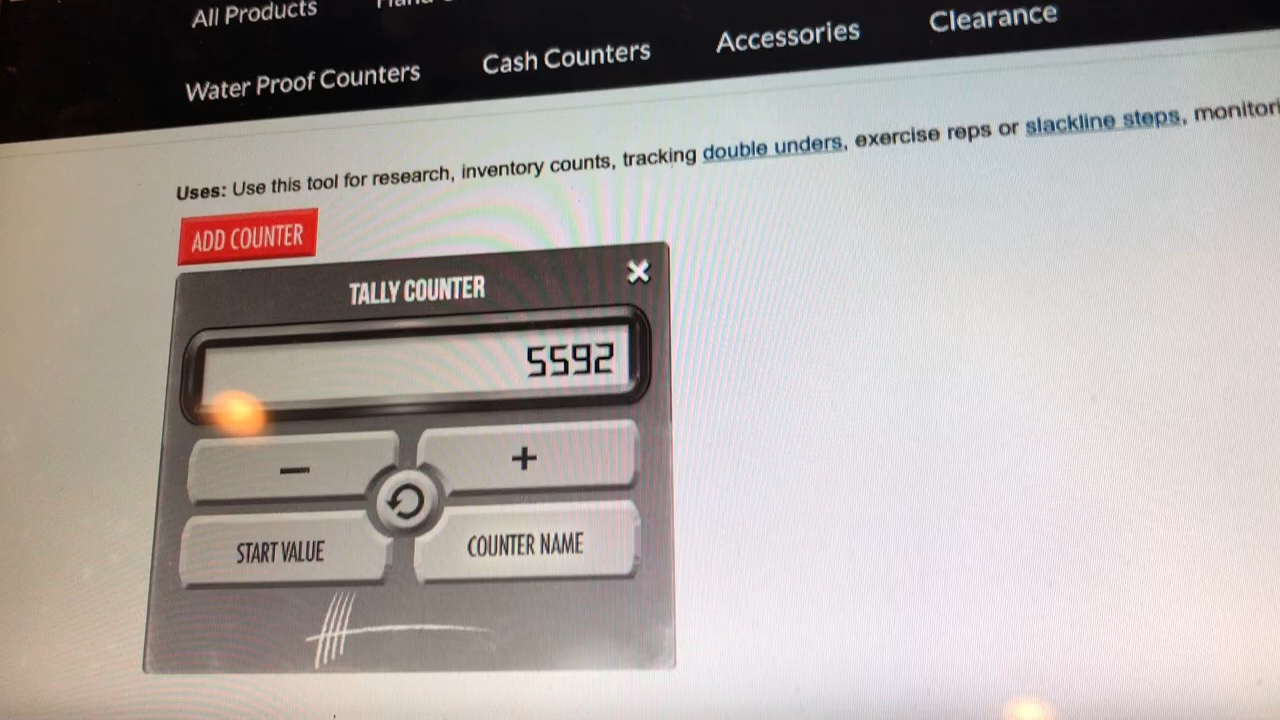 All Products
Water Proof Counters Cash Counters Accessories Clearance
Uses: Use this tool for research, inventory counts, tracking double unders, exercise reps or slackline steps, monitori
ADD COUNTER
TALLY COUNTER
5592
− +
START VALUE COUNTER NAME